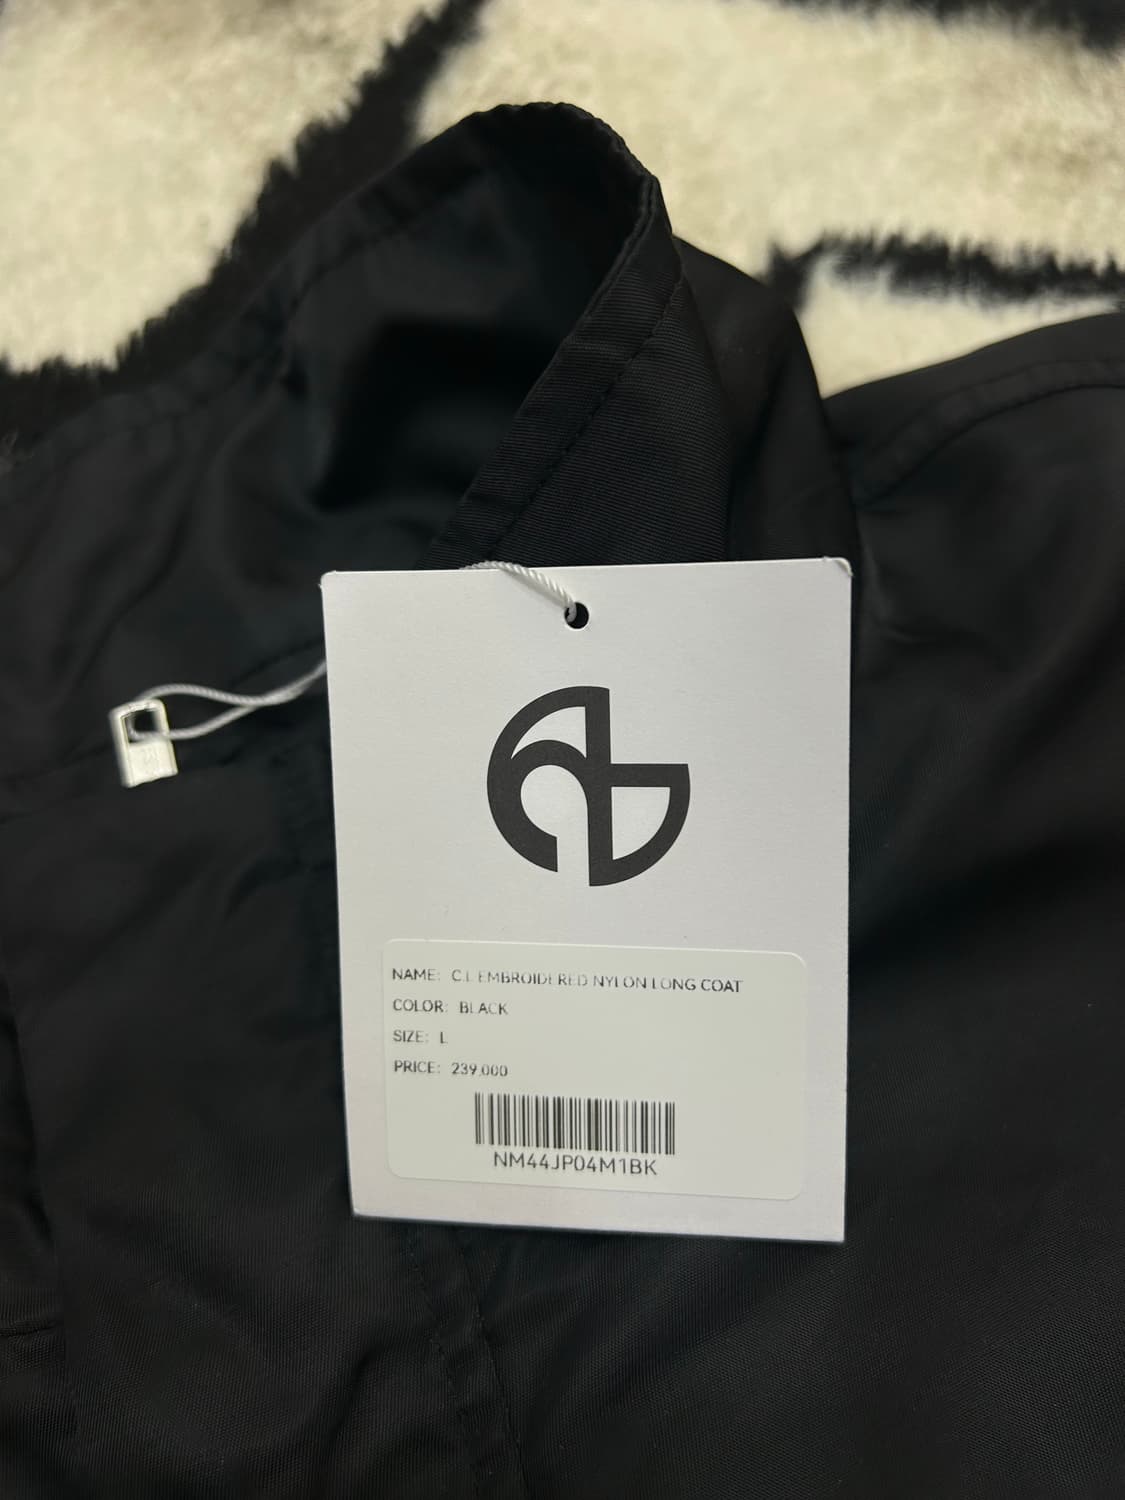 NAME: C.L EMBROIDERED NYLON LONG COAT
COLOR: BLACK
SIZE: L
PRICE: 239,000
NM44JP04M1BK